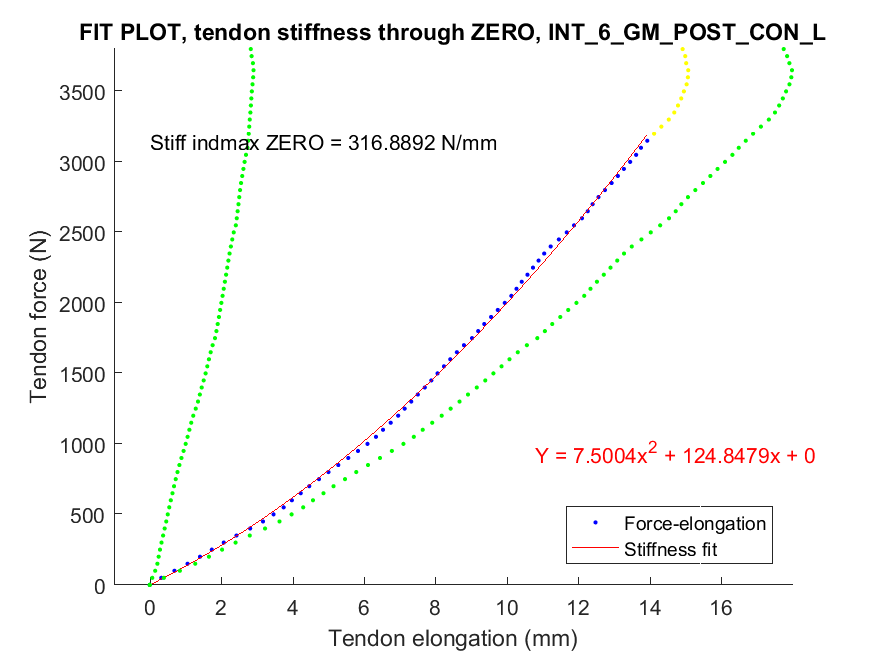 FIT PLOT, tendon stiffness through ZERO, INT_6_GM_POST_CON_L
3500
Stiff indmax ZERO = 316.8892 N/mm
3000
2500
2000
1500
1000
500
0
Tendon force (N)
Y = 7.5004x² + 124.8479x + 0
Force-elongation
Stiffness fit
0 2 4 6 8 10 12 14 16
Tendon elongation (mm)